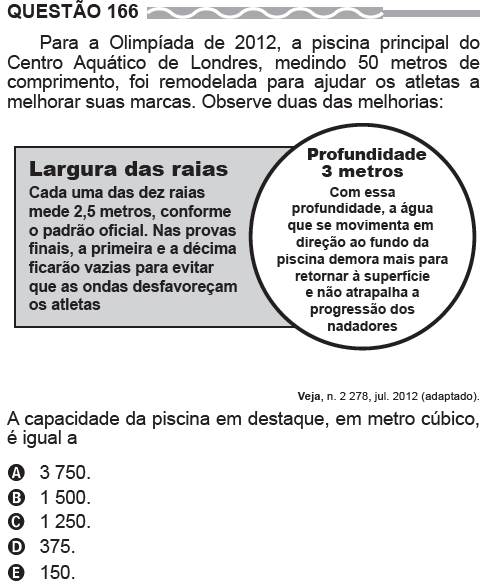 QUESTÃO 166
Para a Olimpíada de 2012, a piscina principal do
Centro Aquático de Londres, medindo 50 metros de
comprimento, foi remodelada para ajudar os atletas a
melhorar suas marcas. Observe duas das melhorias:
Largura das raias
Cada uma das dez raias
mede 2,5 metros, conforme
o padrão oficial. Nas provas
finais, a primeira e a décima
ficarão vazias para evitar
que as ondas desfavoreçam
os atletas
Profundidade
3 metros
Com essa
profundidade, a água
que se movimenta em
direção ao fundo da
piscina demora mais para
retornar à superfície
e não atrapalha a
progressão dos
nadadores
Veja, n. 2 278, jul. 2012 (adaptado).
A capacidade da piscina em destaque, em metro cúbico,
é igual a
A 3 750.
B 1 500.
C 1 250.
D 375.
E 150.